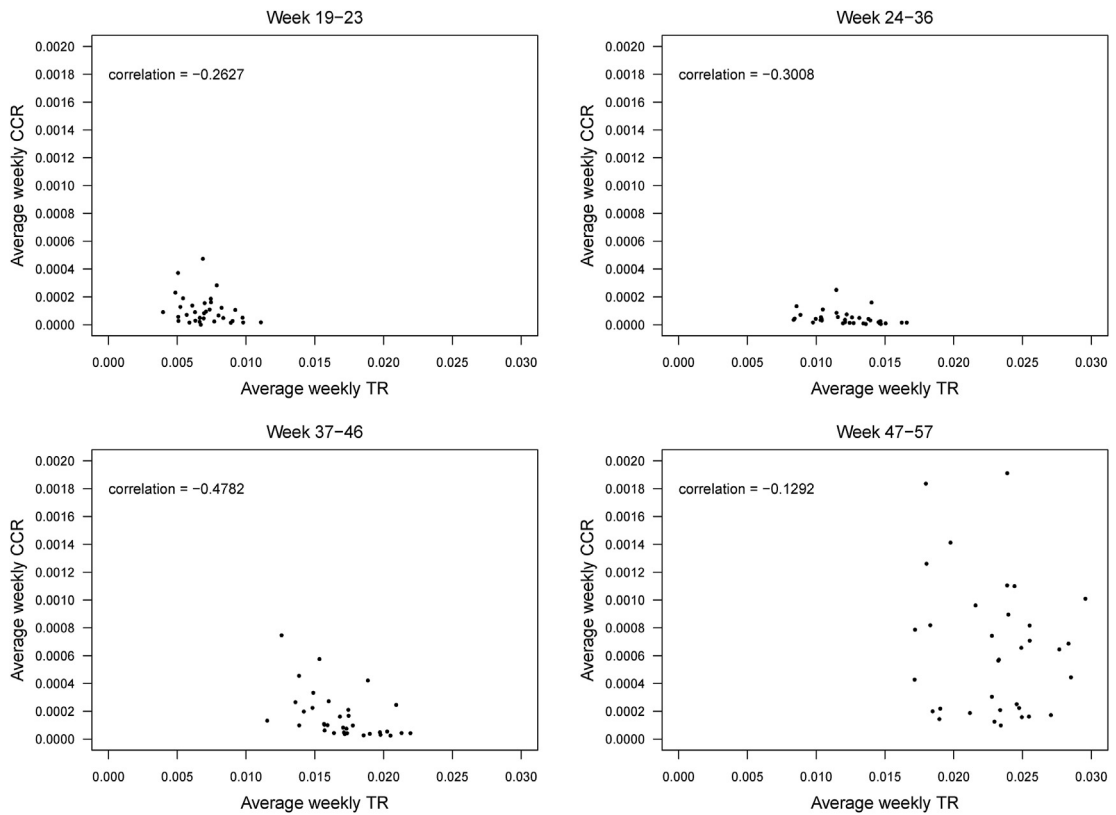 Week 19−23
0.0020
0.0018
0.0016
0.0014
0.0012
0.0010
0.0008
0.0006
0.0004
0.0002
0.0000
correlation = −0.2627
Average weekly CCR
0.000 0.005 0.010 0.015 0.020 0.025 0.030
Average weekly TR
Week 24−36
0.0020
0.0018
0.0016
0.0014
0.0012
0.0010
0.0008
0.0006
0.0004
0.0002
0.0000
correlation = −0.3008
Average weekly CCR
0.000 0.005 0.010 0.015 0.020 0.025 0.030
Average weekly TR
Week 37−46
0.0020
0.0018
0.0016
0.0014
0.0012
0.0010
0.0008
0.0006
0.0004
0.0002
0.0000
correlation = −0.4782
Average weekly CCR
0.000 0.005 0.010 0.015 0.020 0.025 0.030
Average weekly TR
Week 47−57
0.0020
0.0018
0.0016
0.0014
0.0012
0.0010
0.0008
0.0006
0.0004
0.0002
0.0000
correlation = −0.1292
Average weekly CCR
0.000 0.005 0.010 0.015 0.020 0.025 0.030
Average weekly TR